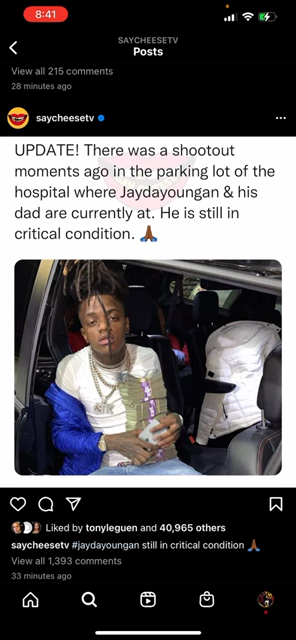 8:41
SAYCHEESETV
Posts
View all 215 comments
28 minutes ago
saycheesetv
UPDATE! There was a shootout
moments ago in the parking lot of the
hospital where Jaydayoungan & his
dad are currently at. He is still in
critical condition. 🙏🏾
Liked by tonyleguen and 40,965 others
saycheesetv #jaydayoungan still in critical condition 🙏🏾
View all 1,393 comments
33 minutes ago